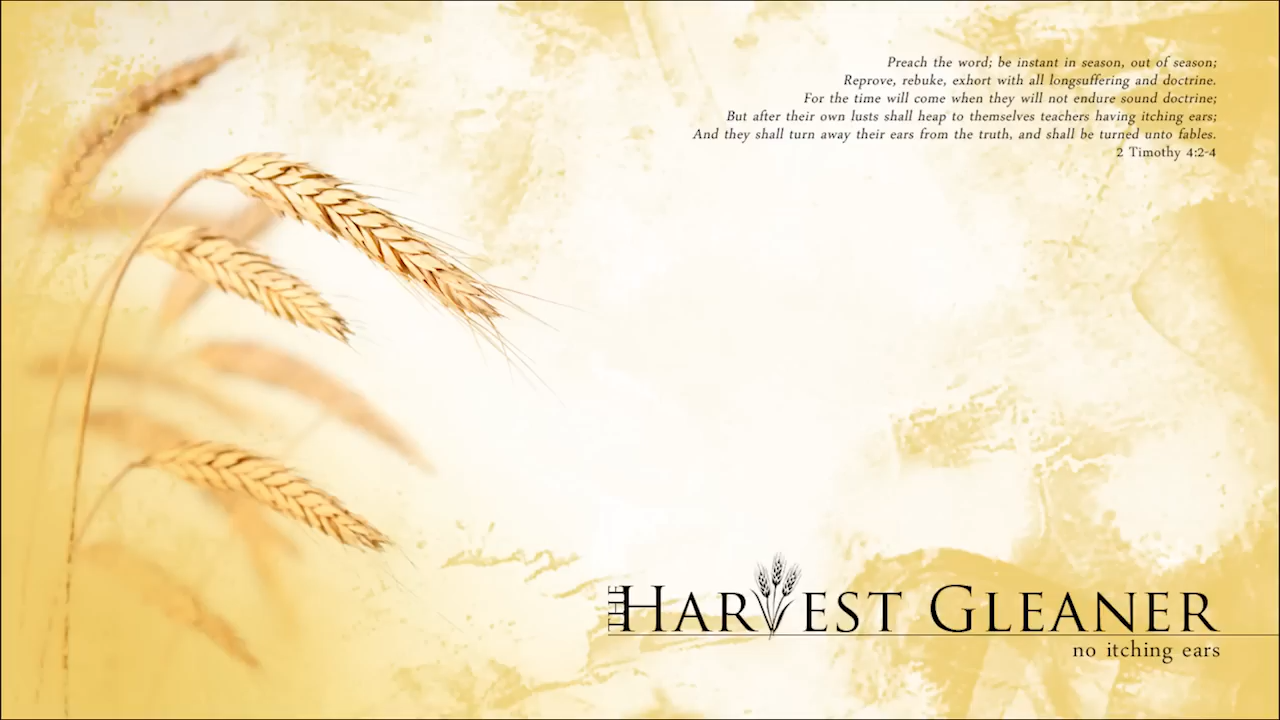 Preach the word; be instant in season, out of season;
Reprove, rebuke, exhort with all longsuffering and doctrine.
For the time will come when they will not endure sound doctrine;
But after their own lusts shall heap to themselves teachers having itching ears;
And they shall turn away their ears from the truth, and shall be turned unto fables.
2 Timothy 4:2-4
THE HARVEST GLEANER
no itching ears